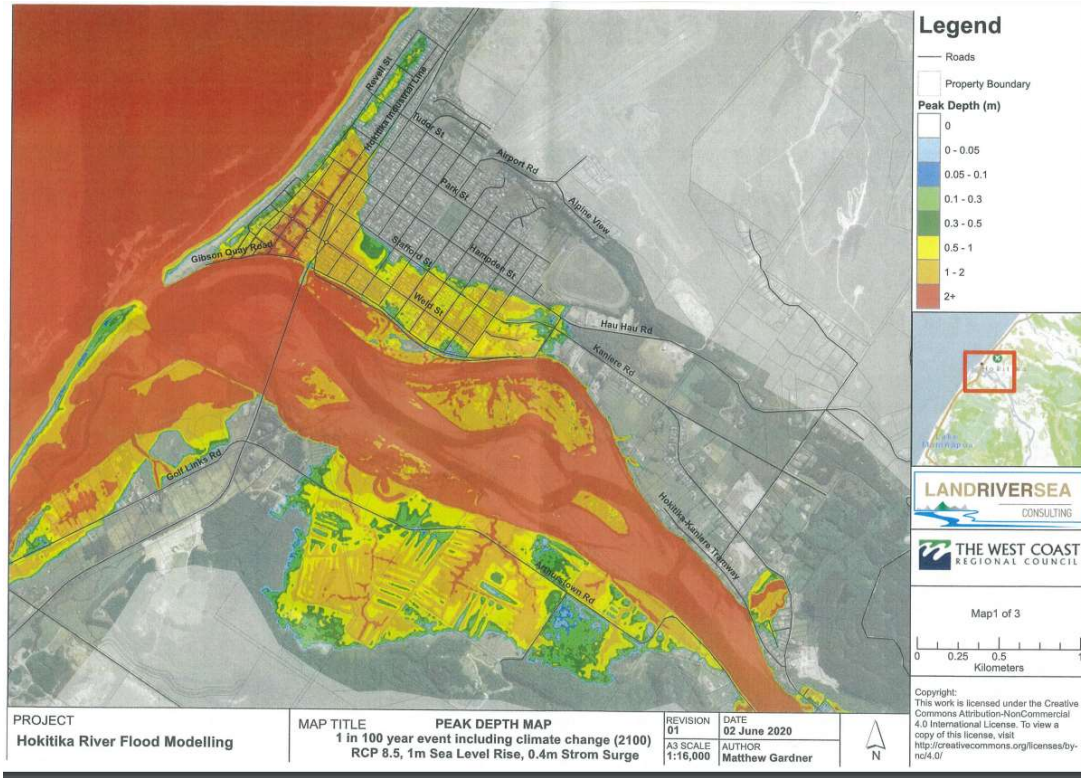 Legend
Roads
Property Boundary
Peak Depth (m)
0
0 - 0.05
0.05 - 0.1
0.1 - 0.3
0.3 - 0.5
0.5 - 1
1 - 2
2+
Revell St
Hokitika Industrial Line
Tudor St
Airport Rd
Park St
Alpine View
Gibson Quay Road
Stafford St
Hampden St
Weld St
Hau Hau Rd
Kaniere Rd
Golf Links Rd
Hokitika-Kaniere Tramway
Arthurstown Rd
LANDRIVERSEA
CONSULTING
THE WEST COAST
REGIONAL COUNCIL
Map1 of 3
0 0.25 0.5 1
Kilometers
Copyright:
This work is licensed under the Creative
Commons Attribution-NonCommercial
4.0 International License. To view a
copy of this license, visit
http://creativecommons.org/licenses/by-
nc/4.0/
PROJECT
Hokitika River Flood Modelling
MAP TITLE
PEAK DEPTH MAP
1 in 100 year event including climate change (2100)
RCP 8.5, 1m Sea Level Rise, 0.4m Strom Surge
REVISION
01
A3 SCALE
1:16,000
DATE
02 June 2020
AUTHOR
Matthew Gardner
N